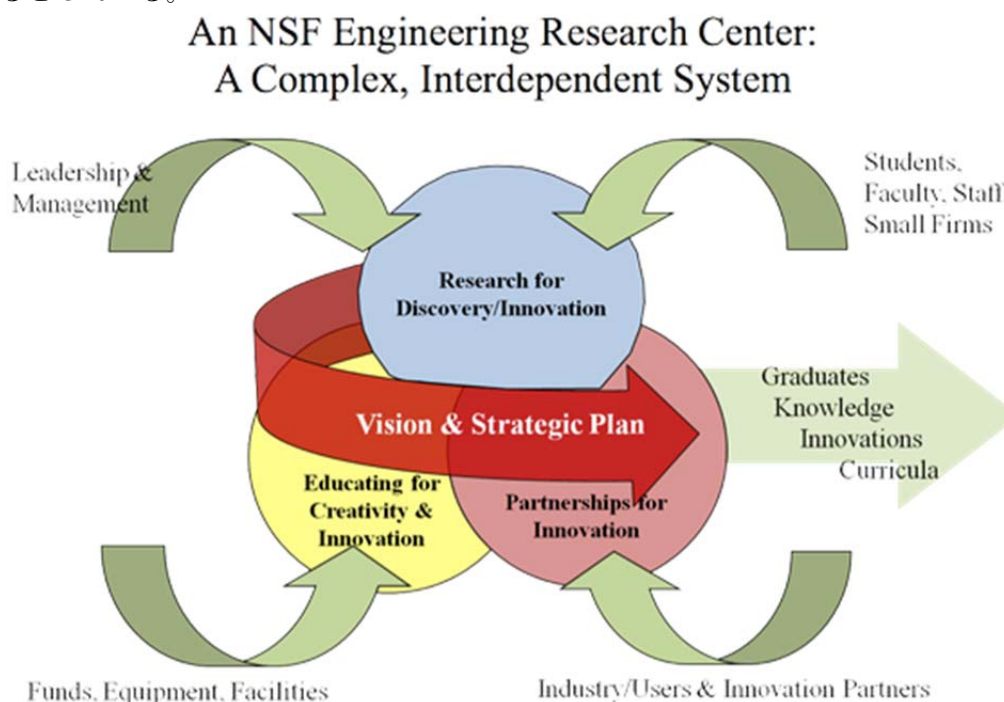 An NSF Engineering Research Center:
A Complex, Interdependent System
Leadership &
Management
Students,
Faculty, Staff
Small Firms
Research for
Discovery/Innovation
Graduates
Knowledge
Innovations
Curricula
Vision & Strategic Plan
Educating for
Creativity &
Innovation
Partnerships for
Innovation
Funds, Equipment, Facilities
Industry/Users & Innovation Partners